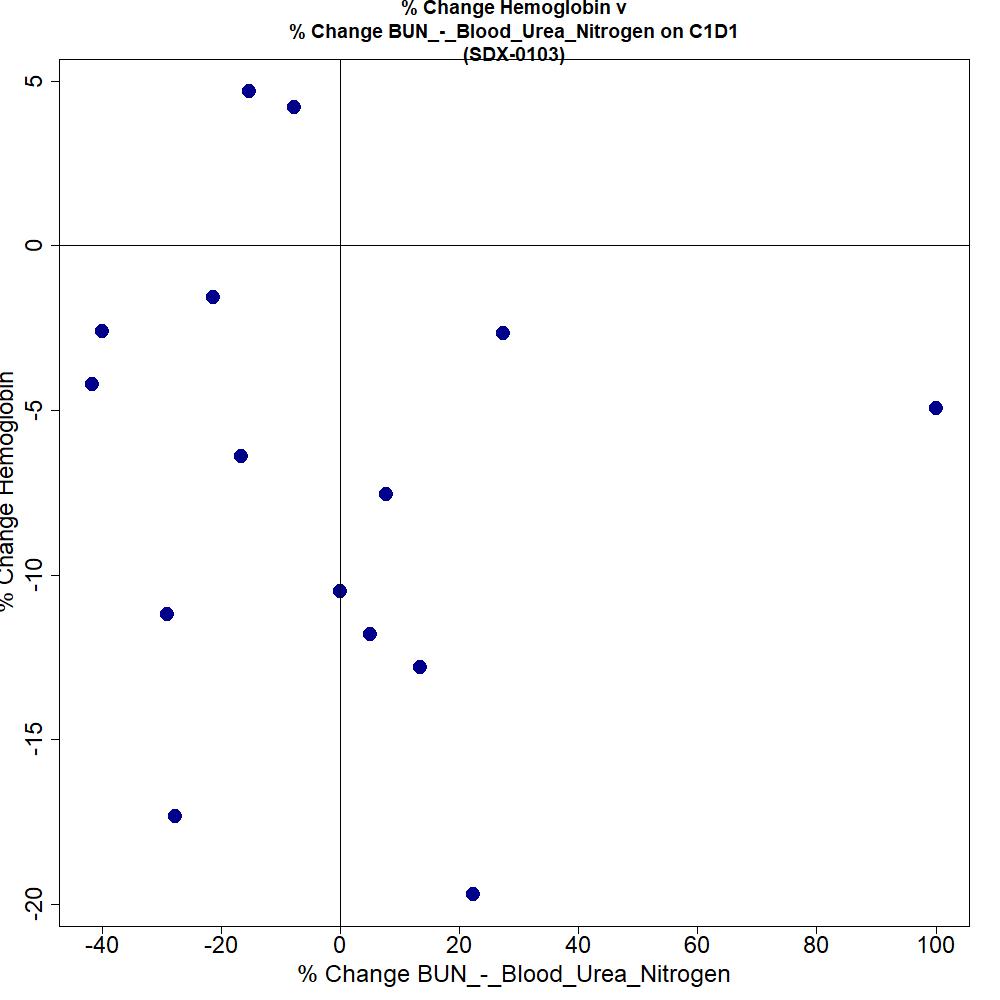 % Change Hemoglobin v
% Change BUN_-_Blood_Urea_Nitrogen on C1D1
(SDX-0103)
5
0
-5
-10
-15
-20
% Change Hemoglobin
-40 -20 0 20 40 60 80 100
% Change BUN_-_Blood_Urea_Nitrogen